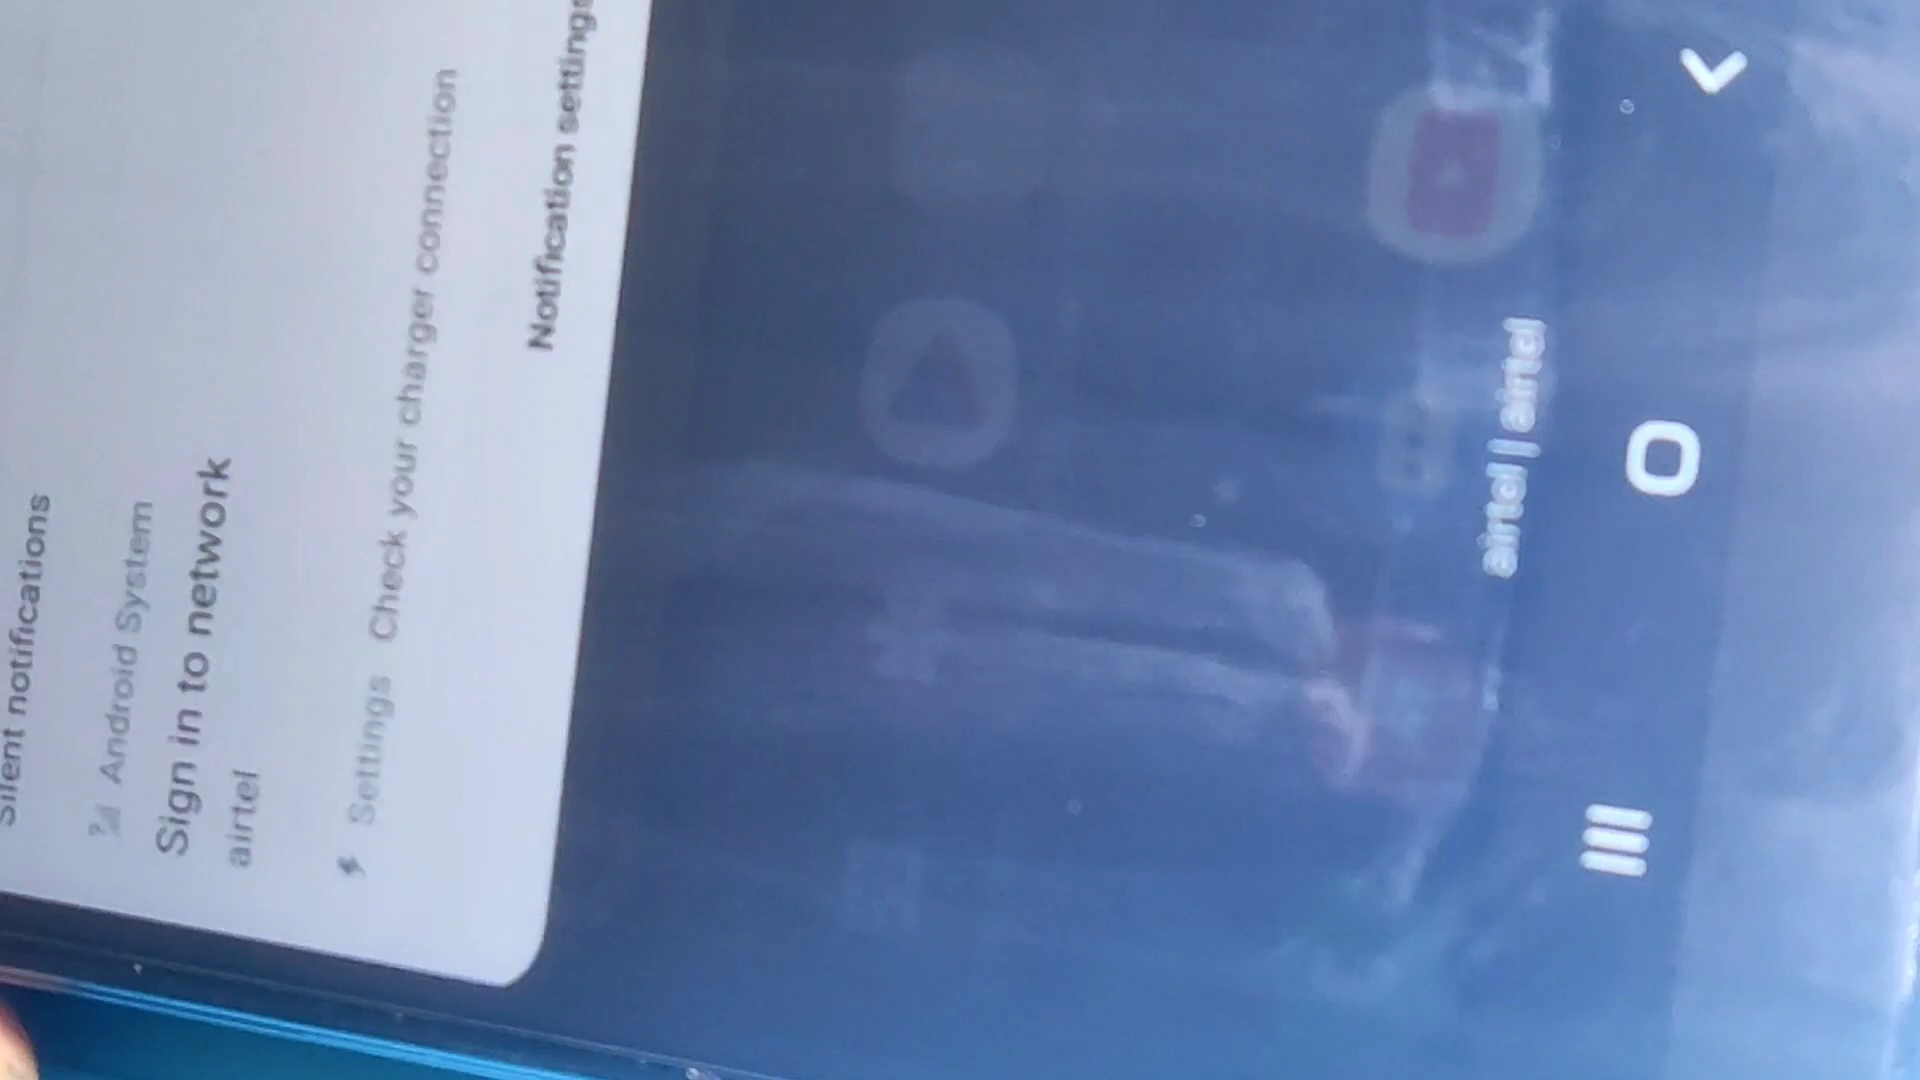 Silent notifications
Android System
Sign in to network
airtel
Settings Check your charger connection
Notification settings
airtel | airtel